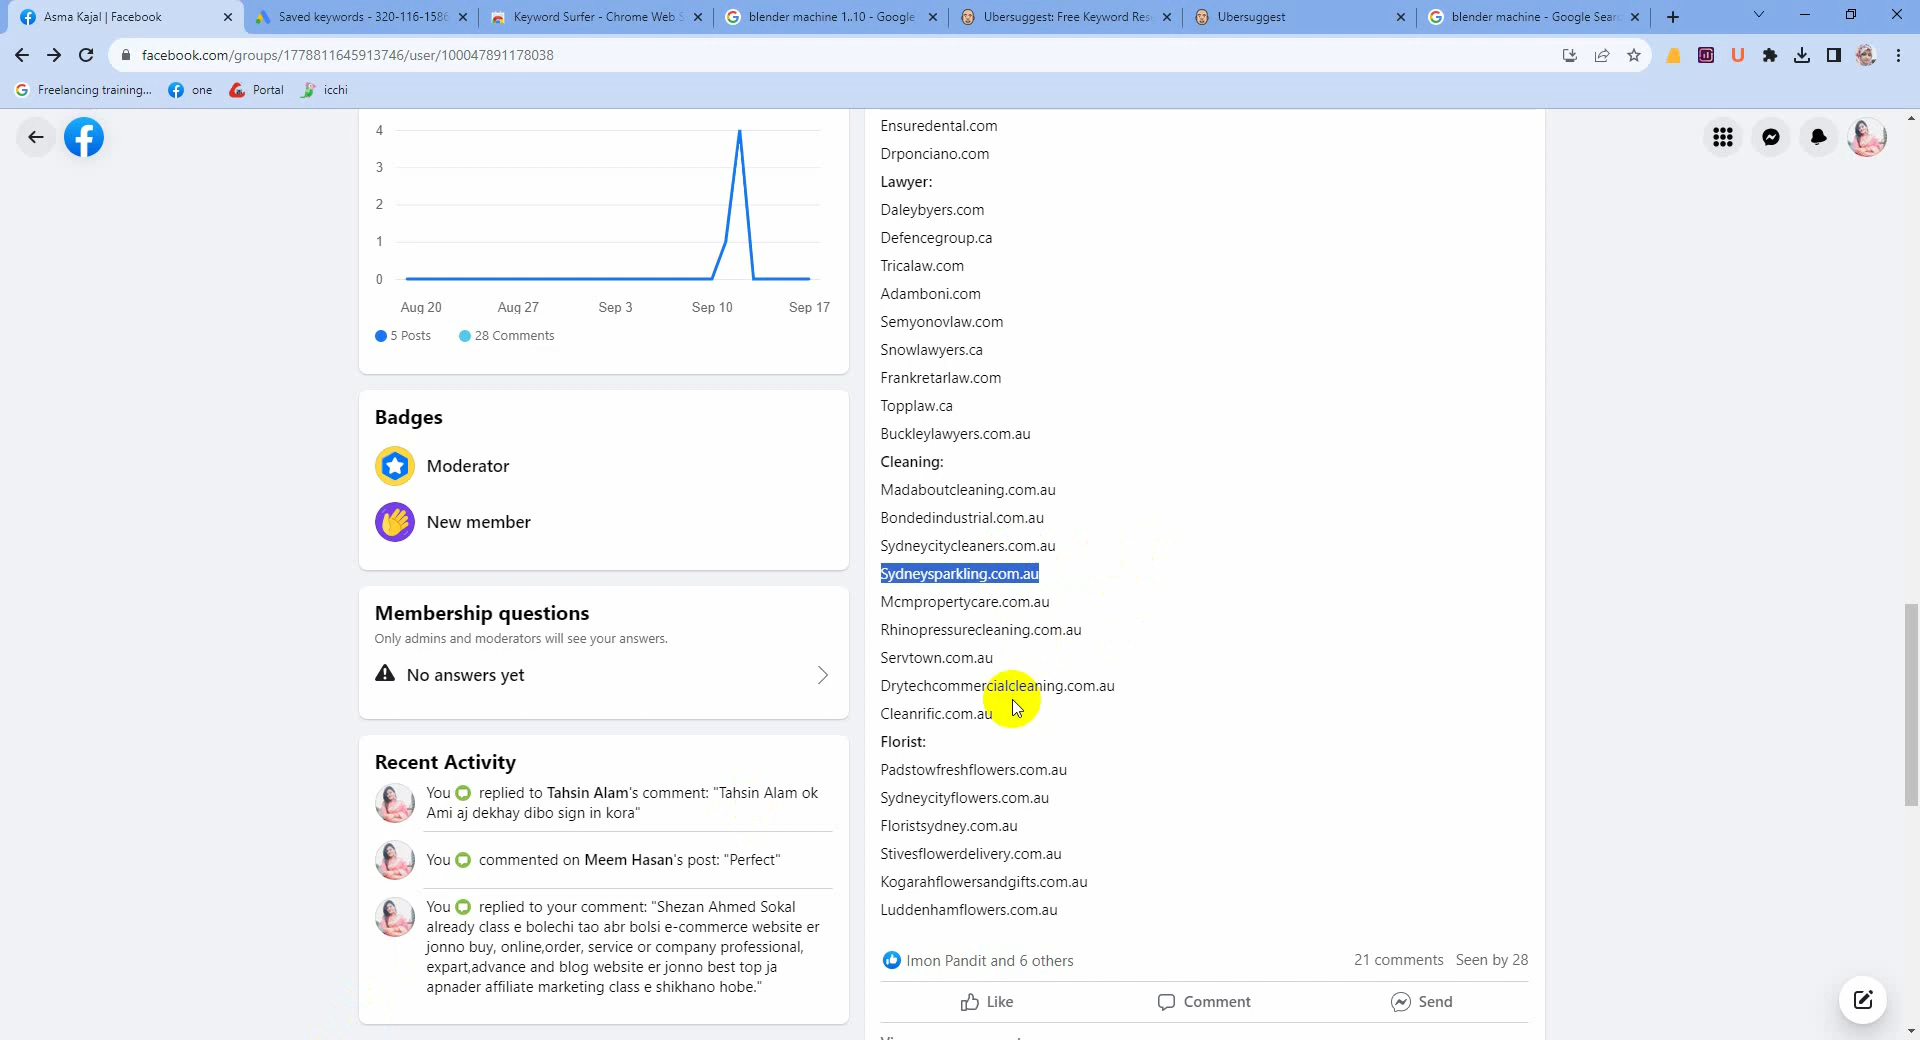 Asma Kajal | Facebook
Saved keywords - 320-116-1586
Keyword Surfer - Chrome Web S
blender machine 1..10 - Google
Ubersuggest: Free Keyword Res
Ubersuggest
blender machine - Google Sear
facebook.com/groups/1778811645913746/user/100047891178038
Freelancing training...
one
Portal
icchi
4
3
2
1
0
Aug 20
Aug 27
Sep 3
Sep 10
Sep 17
5 Posts
28 Comments
Badges
Moderator
New member
Membership questions
Only admins and moderators will see your answers.
No answers yet
Recent Activity
You replied to Tahsin Alam's comment: "Tahsin Alam ok
Ami aj dekhay dibo sign in kora"
You commented on Meem Hasan's post: "Perfect"
You replied to your comment: "Shezan Ahmed Sokal
already class e bolechi tao abr bolsi e-commerce website er
jonno buy, online,order, service or company professional,
expart,advance and blog website er jonno best top ja
apnader affiliate marketing class e shikhano hobe."
Ensuredental.com
Drponciano.com
Lawyer:
Daleybyers.com
Defencegroup.ca
Tricalaw.com
Adamboni.com
Semyonovlaw.com
Snowlawyers.ca
Frankretarlaw.com
Topplaw.ca
Buckleylawyers.com.au
Cleaning:
Madaboutcleaning.com.au
Bondedindustrial.com.au
Sydneycitycleaners.com.au
Sydneysparkling.com.au
Mcmpropertycare.com.au
Rhinopressurecleaning.com.au
Servtown.com.au
Drytechcommercialcleaning.com.au
Cleanrific.com.au
Florist:
Padstowfreshflowers.com.au
Sydneycityflowers.com.au
Floristsydney.com.au
Stivesflowerdelivery.com.au
Kogarahflowersandgifts.com.au
Luddenhamflowers.com.au
Imon Pandit and 6 others
21 comments Seen by 28
Like
Comment
Send